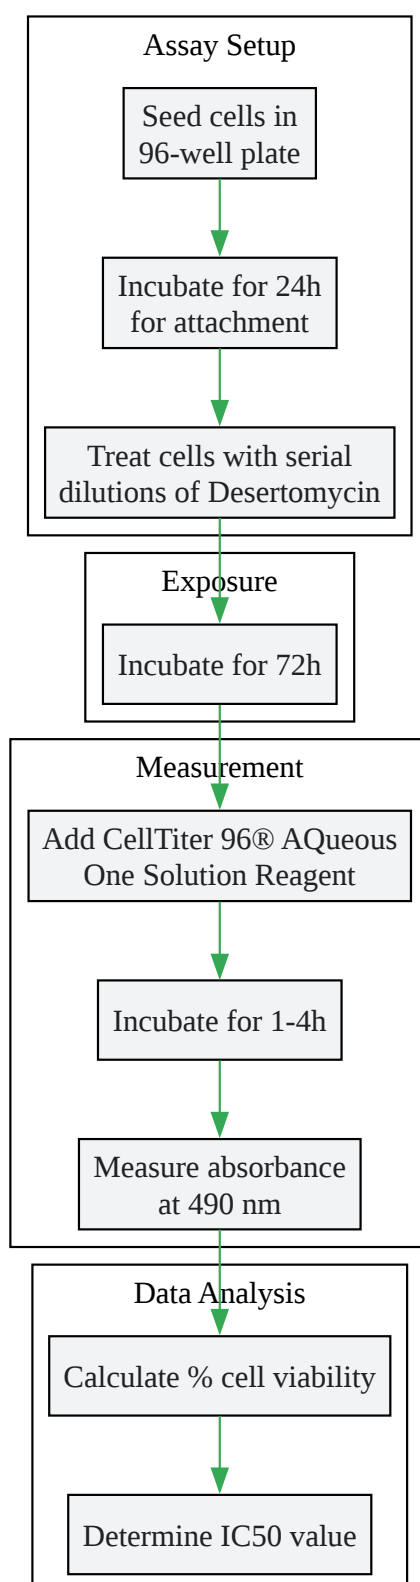 Assay Setup
Seed cells in
96-well plate
Incubate for 24h
for attachment
Treat cells with serial
dilutions of Desertomycin
Exposure
Incubate for 72h
Measurement
Add CellTiter 96® AQueous
One Solution Reagent
Incubate for 1-4h
Measure absorbance
at 490 nm
Data Analysis
Calculate % cell viability
Determine IC50 value